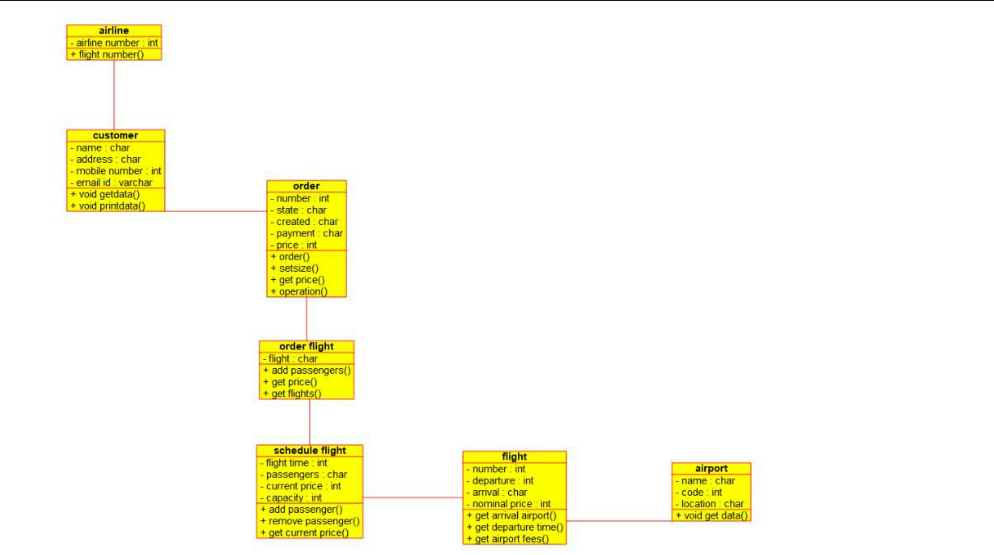 airline
- airline number : int
+ flight number()
customer
- name : char
- address : char
- mobile number : int
- email id : varchar
+ void getdata()
+ void printdata()
order
- number : int
- state : char
- created : char
- payment : char
- price : int
+ order()
+ setsize()
+ get price()
+ operation()
order flight
- flight : char
+ add passengers()
+ get price()
+ get flights()
schedule flight
- flight time : int
- passengers : char
- current price : int
- capacity : int
+ add passenger()
+ remove passenger()
+ get current price()
flight
- number : int
- departure : int
- arrival : char
- nominal price : int
+ get arrival airport()
+ get departure time()
+ get airport fees()
airport
- name : char
- code : int
- location : char
+ void get data()